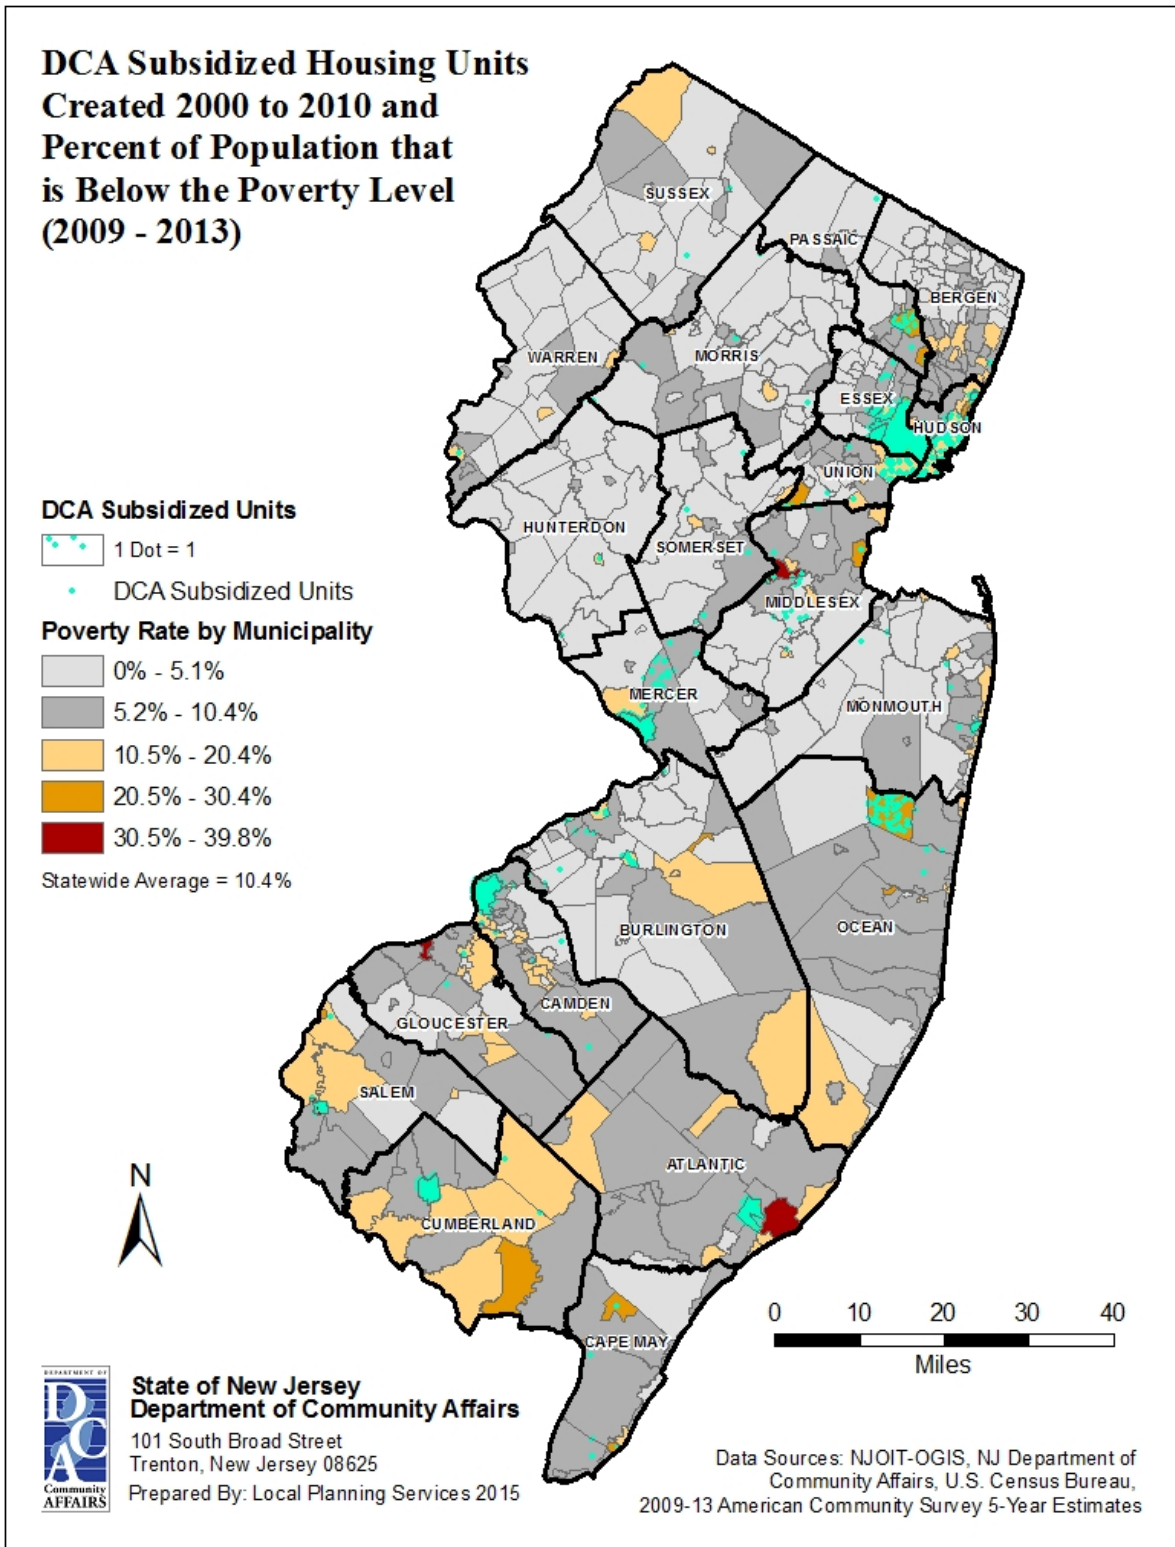 DCA Subsidized Housing Units
Created 2000 to 2010 and
Percent of Population that
is Below the Poverty Level
(2009 - 2013)
SUSSEX
PASSAIC
BERGEN
WARREN
MORRIS
ESSEX
HUDSON
UNION
HUNTERDON
SOMERSET
MIDDLESEX
MERCER
MONMOUTH
BURLINGTON
OCEAN
CAMDEN
GLOUCESTER
SALEM
ATLANTIC
CUMBERLAND
CAPE MAY
DCA Subsidized Units
1 Dot = 1
DCA Subsidized Units
Poverty Rate by Municipality
0% - 5.1%
5.2% - 10.4%
10.5% - 20.4%
20.5% - 30.4%
30.5% - 39.8%
Statewide Average = 10.4%
N
0 10 20 30 40
Miles
DEPARTMENT OF
DCA
Community
AFFAIRS
State of New Jersey
Department of Community Affairs
101 South Broad Street
Trenton, New Jersey 08625
Prepared By: Local Planning Services 2015
Data Sources: NJOIT-OGIS, NJ Department of
Community Affairs, U.S. Census Bureau,
2009-13 American Community Survey 5-Year Estimates